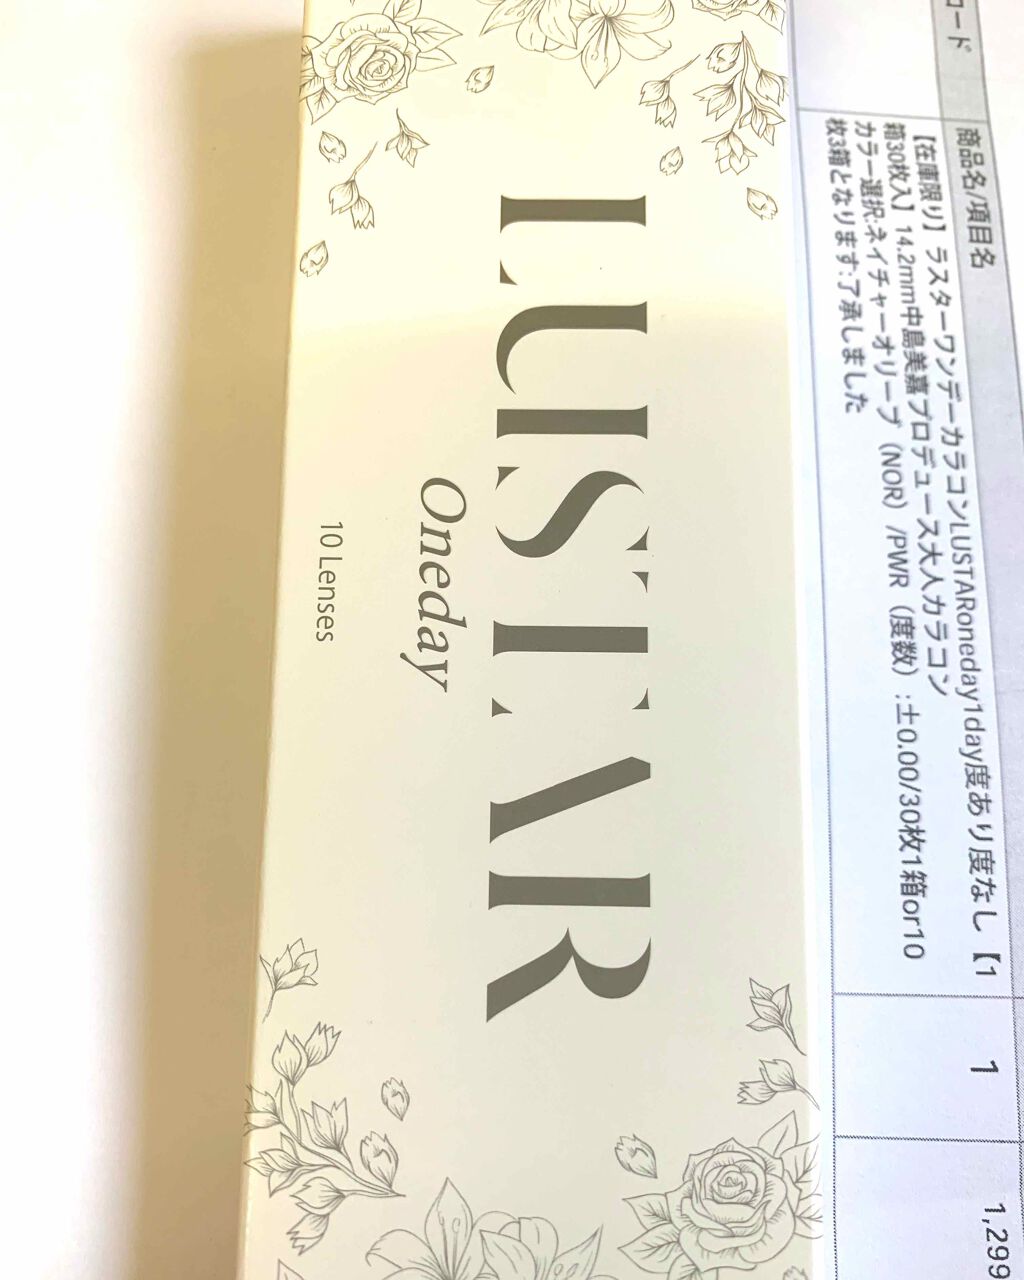 LUSTAR
Oneday
10 Lenses
コード
商品名/項目名
【在庫限り】ラスターワンデーカラコンLUSTARoneday1day度あり度なし【1
箱30枚入】14.2mm中島美嘉プロデュース大人カラコン
カラー選択:ネイチャーオリーブ（NOR）/PWR（度数）:±0.00/30枚1箱or10
枚3箱となります:了承しました
1
1,299